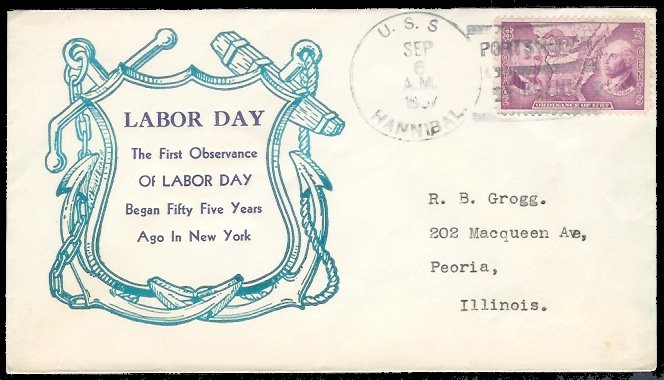 LABOR DAY
The First Observance
Of LABOR DAY
Began Fifty Five Years
Ago In New York
U. S. S
SEP
6
A.M.
1937
HANNIBAL.
3 CENTS
ORDINANCE OF 1787
R. B. Grogg.
202 Macqueen Ave,
Peoria,
Illinois.